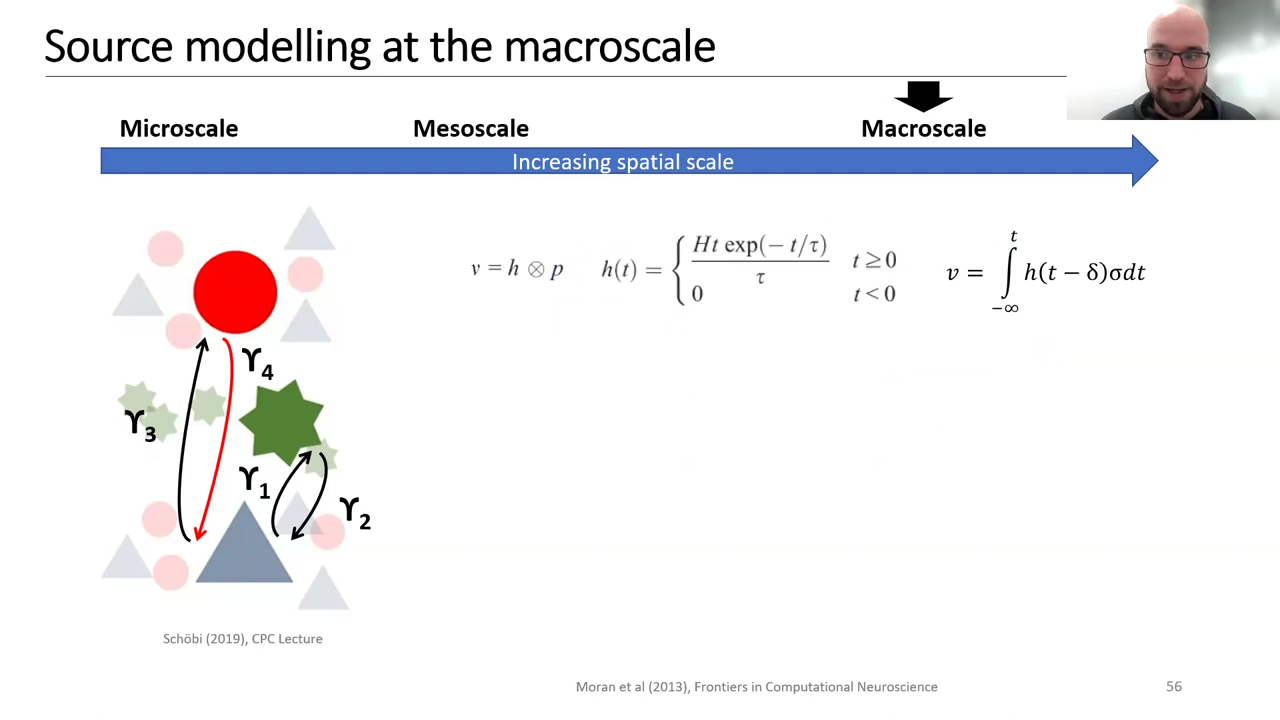 Source modelling at the macroscale
Microscale Mesoscale Macroscale
Increasing spatial scale
v = h ⊗ p h(t) = { Ht exp(− t/τ) / τ t ≥ 0
0 t < 0
v = ∫_{−∞}^{t} h(t − δ)σdt
ϒ4
ϒ3
ϒ1
ϒ2
Schöbi (2019), CPC Lecture
Moran et al (2013), Frontiers in Computational Neuroscience
56